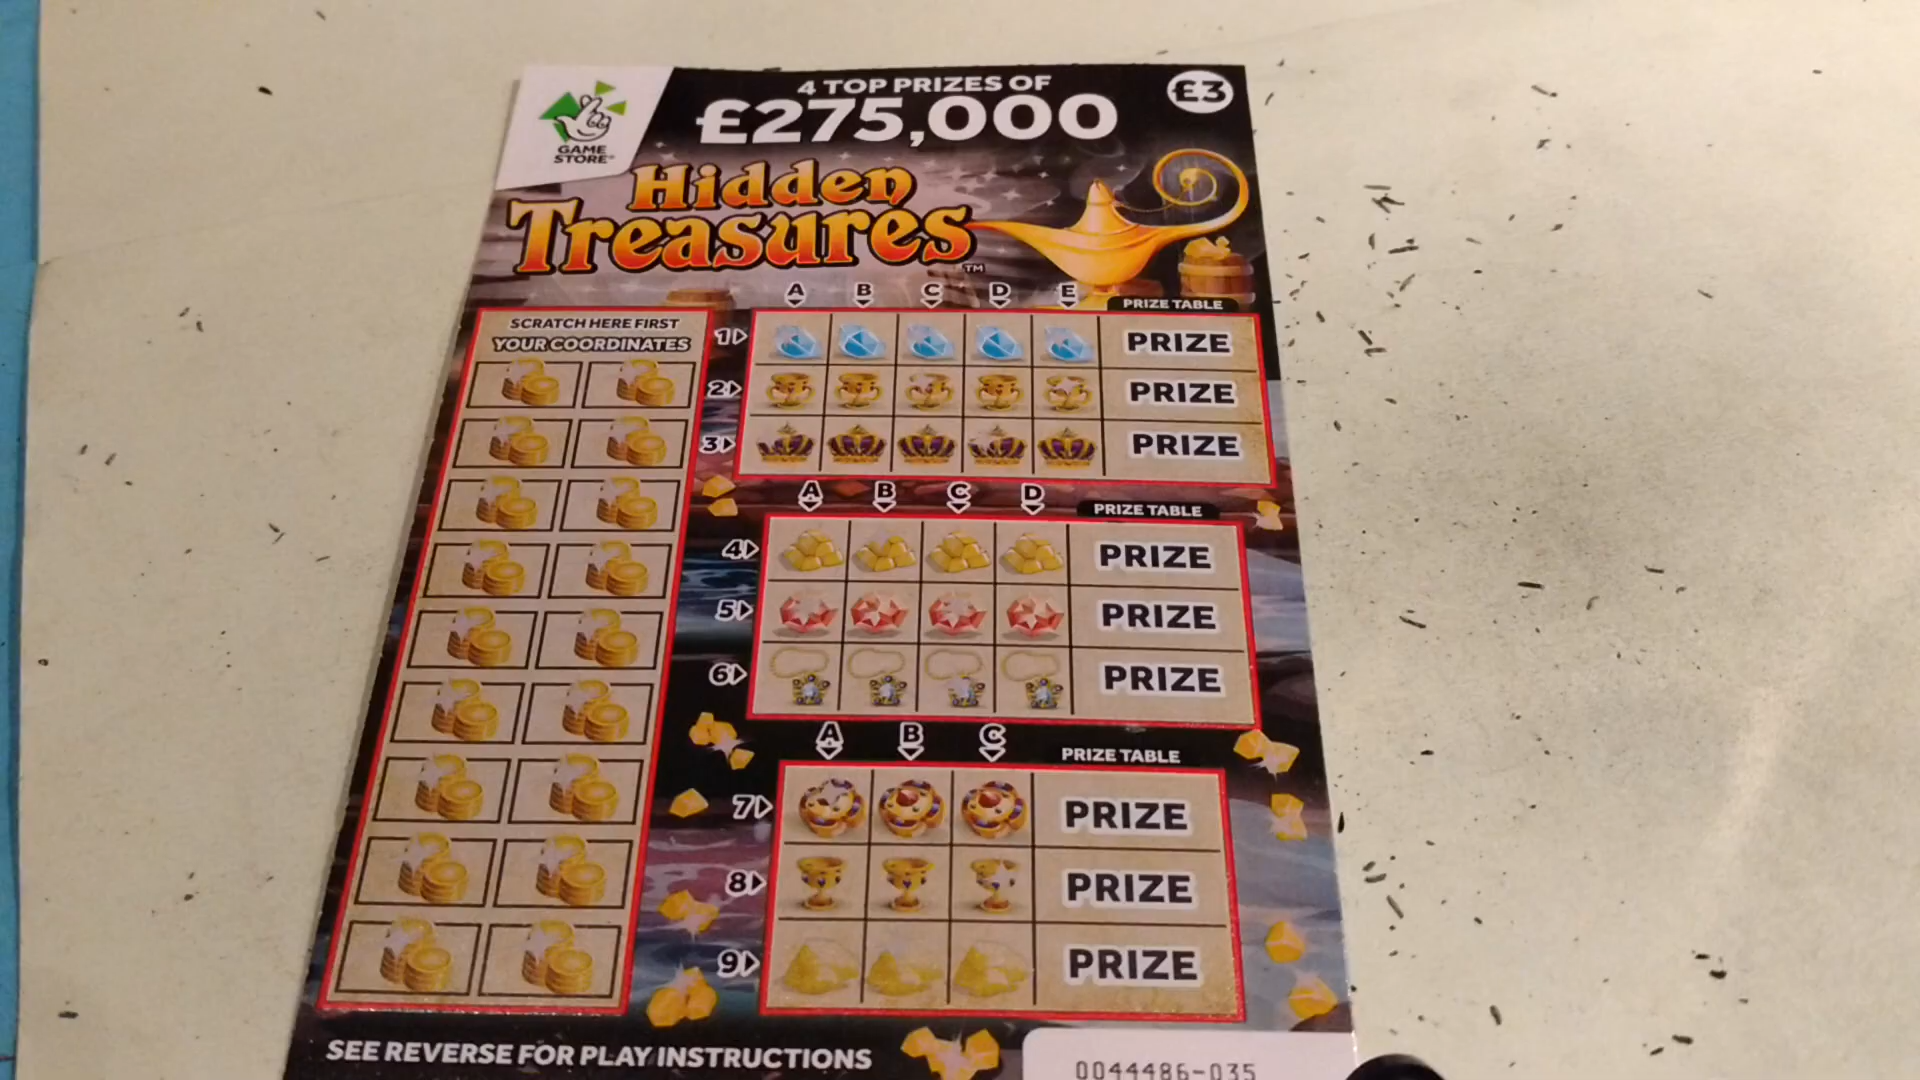 4 TOP PRIZES OF
£275,000
£3
GAME
STORE®
Hidden
Treasures™
SCRATCH HERE FIRST
YOUR COORDINATES
A B C D E PRIZE TABLE
1 PRIZE
2 PRIZE
3 PRIZE
A B C D PRIZE TABLE
4 PRIZE
5 PRIZE
6 PRIZE
A B C PRIZE TABLE
7 PRIZE
8 PRIZE
9 PRIZE
SEE REVERSE FOR PLAY INSTRUCTIONS
0044486-035